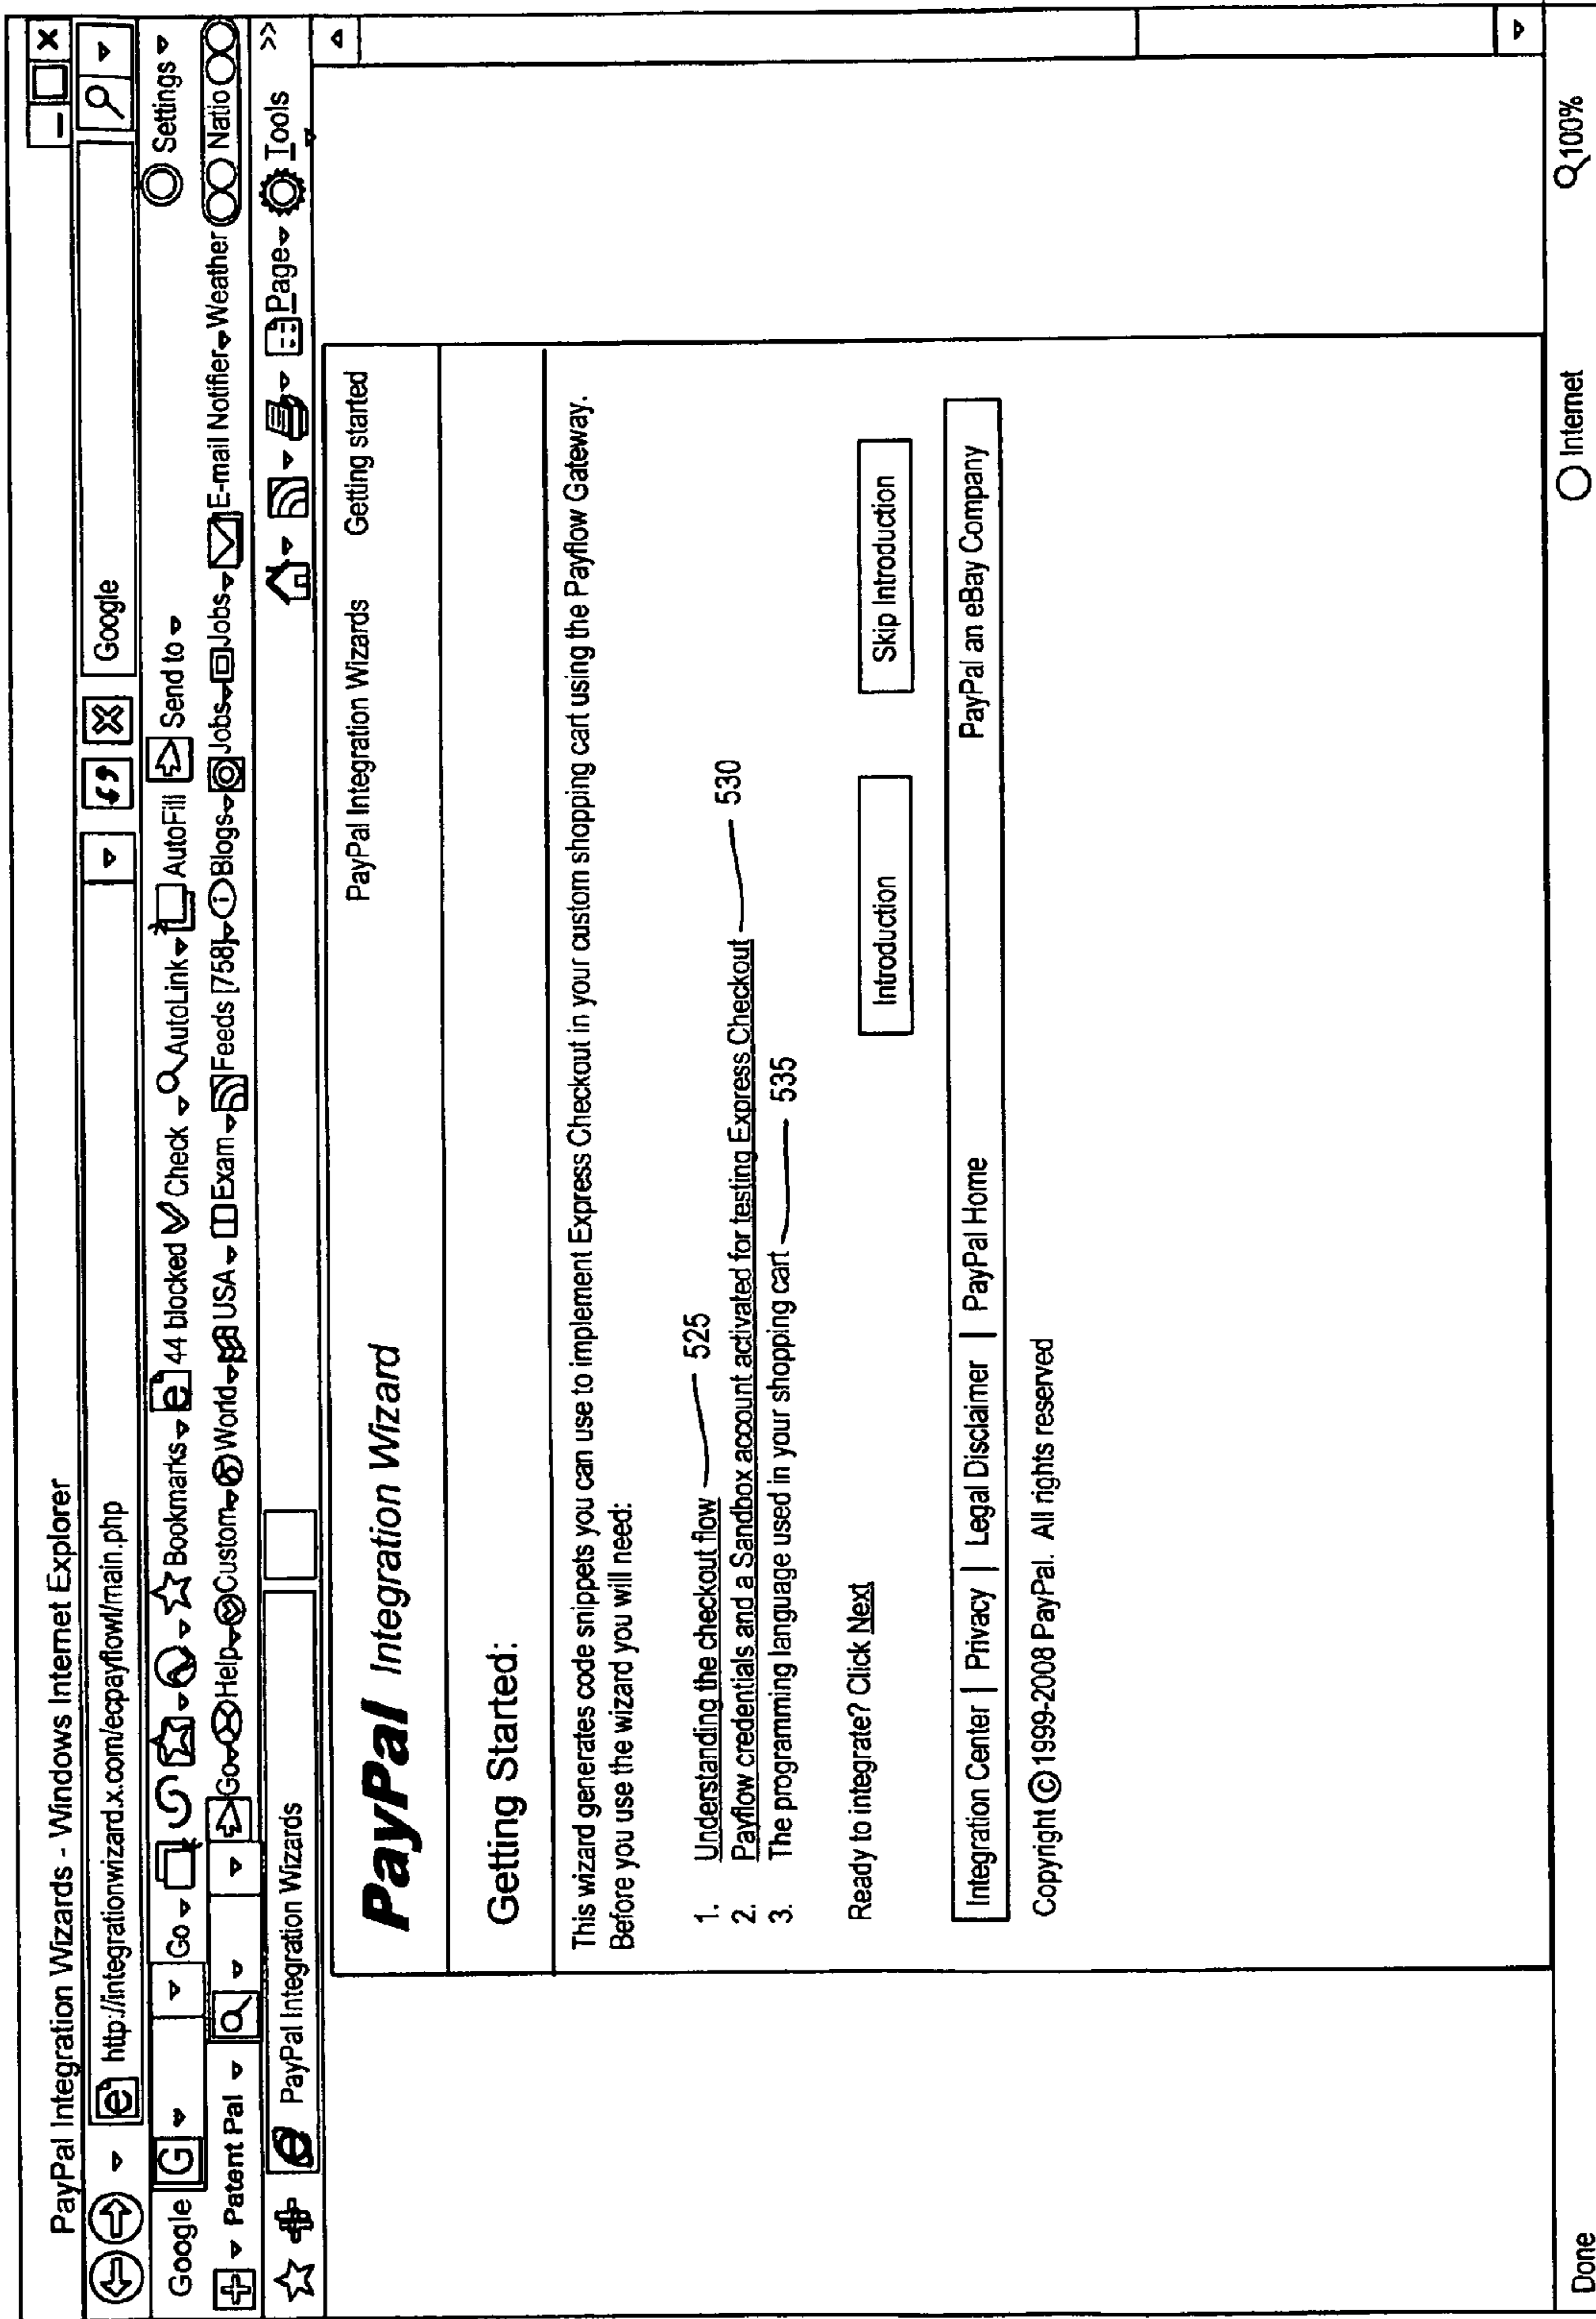 PayPal Integration Wizards - Windows Internet Explorer
http://integrationwizard.x.com/ecpayflowl/main.php Google
Google G Go Bookmarks 44 blocked Check AutoLink AutoFill Send to Settings
Patent Pal Go Help Custom World USA Exam Feeds [758] Blogs Jobs Jobs E-mail Notifier Weather Natio
PayPal Integration Wizards Page Tools >>
PayPal Integration Wizard PayPal Integration Wizards Getting started
Getting Started:
This wizard generates code snippets you can use to implement Express Checkout in your custom shopping cart using the Payflow Gateway.
Before you use the wizard you will need:
1. Understanding the checkout flow 525
2. Payflow credentials and a Sandbox account activated for testing Express Checkout 530
3. The programming language used in your shopping cart 535
Ready to integrate? Click Next Introduction Skip Introduction
Integration Center | Privacy | Legal Disclaimer | PayPal Home PayPal an eBay Company
Copyright © 1999-2008 PayPal. All rights reserved
Done Internet 100%